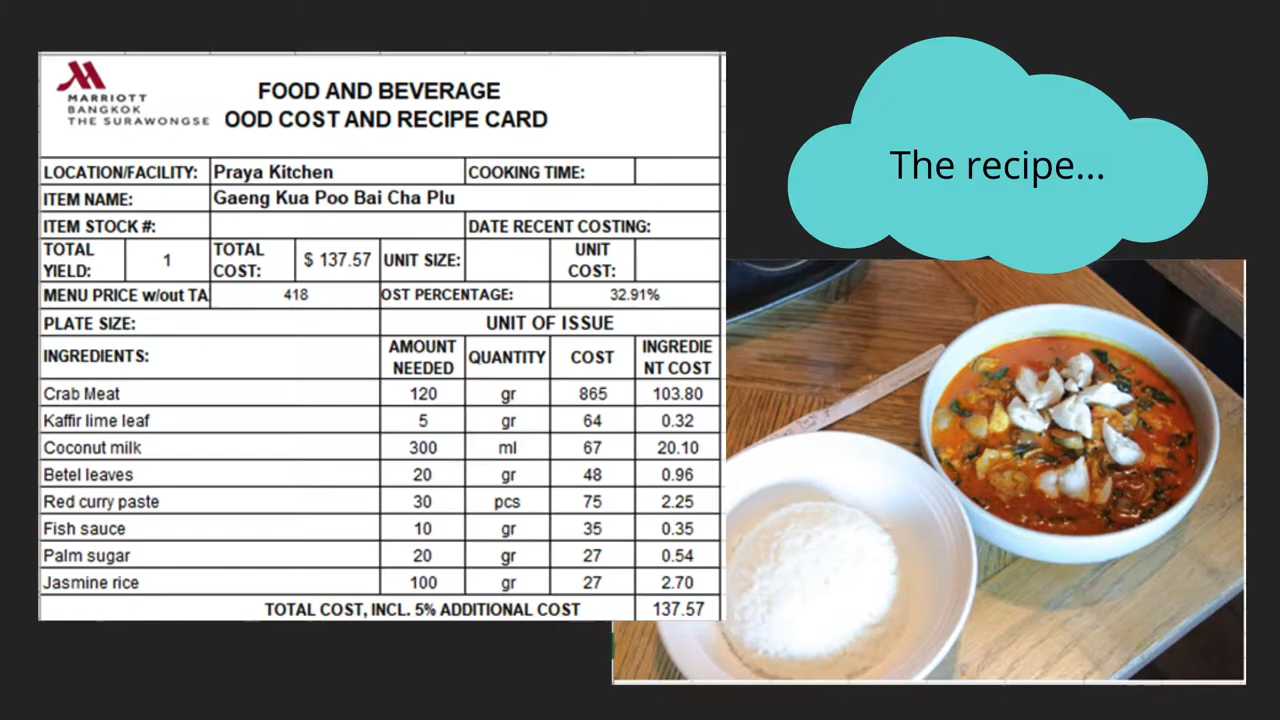 MARRIOTT
BANGKOK
THE SURAWONGSE
FOOD AND BEVERAGE
OOD COST AND RECIPE CARD
The recipe...
LOCATION/FACILITY: Praya Kitchen COOKING TIME:
ITEM NAME: Gaeng Kua Poo Bai Cha Plu
ITEM STOCK #: DATE RECENT COSTING:
TOTAL YIELD: 1 TOTAL COST: $ 137.57 UNIT SIZE: UNIT COST:
MENU PRICE w/out TA 418 OST PERCENTAGE: 32.91%
PLATE SIZE: UNIT OF ISSUE
INGREDIENTS: AMOUNT NEEDED QUANTITY COST INGREDIE NT COST
Crab Meat 120 gr 865 103.80
Kaffir lime leaf 5 gr 64 0.32
Coconut milk 300 ml 67 20.10
Betel leaves 20 gr 48 0.96
Red curry paste 30 pcs 75 2.25
Fish sauce 10 gr 35 0.35
Palm sugar 20 gr 27 0.54
Jasmine rice 100 gr 27 2.70
TOTAL COST, INCL. 5% ADDITIONAL COST 137.57